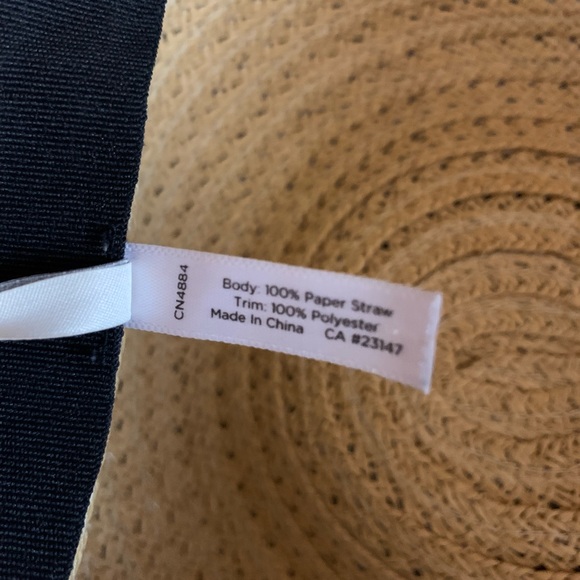 CN4884
Body: 100% Paper Straw
Trim: 100% Polyester
Made In China CA #23147